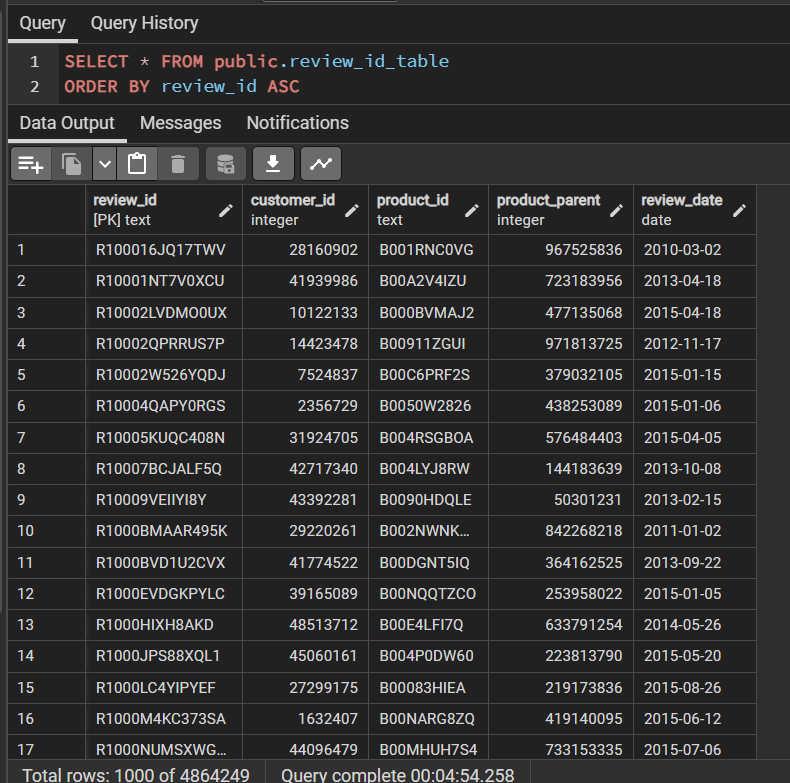 Query Query History
1 SELECT * FROM public.review_id_table
2 ORDER BY review_id ASC
Data Output Messages Notifications
review_id customer_id product_id product_parent review_date
[PK] text integer text integer date
1 R100016JQ17TWV 28160902 B001RNC0VG 967525836 2010-03-02
2 R10001NT7V0XCU 41939986 B00A2V4IZU 723183956 2013-04-18
3 R10002LVDMO0UX 10122133 B000BVMAJ2 477135068 2015-04-18
4 R10002QPRRUS7P 14423478 B00911ZGUI 971813725 2012-11-17
5 R10002W526YQDJ 7524837 B00C6PRF2S 379032105 2015-01-15
6 R10004QAPY0RGS 2356729 B0050W2826 438253089 2015-01-06
7 R10005KUQC408N 31924705 B004RSGBOA 576484403 2015-04-05
8 R10007BCJALF5Q 42717340 B004LYJ8RW 144183639 2013-10-08
9 R10009VEIIYI8Y 43392281 B0090HDQLE 50301231 2013-02-15
10 R1000BMAAR495K 29220261 B002NWNK... 842268218 2011-01-02
11 R1000BVD1U2CVX 41774522 B00DGNT5IQ 364162525 2013-09-22
12 R1000EVDGKPYLC 39165089 B00NQQTZCO 253958022 2015-01-05
13 R1000HIXH8AKD 48513712 B00E4LFI7Q 633791254 2014-05-26
14 R1000JPS88XQL1 45060161 B004P0DW60 223813790 2015-05-20
15 R1000LC4YIPYEF 27299175 B00083HIEA 219173836 2015-08-26
16 R1000M4KC373SA 1632407 B00NARG8ZQ 419140095 2015-06-12
17 R1000NUMSXWG... 44096479 B00MHUH7S4 733153335 2015-07-06
Total rows: 1000 of 4864249 Query complete 00:04:54.258